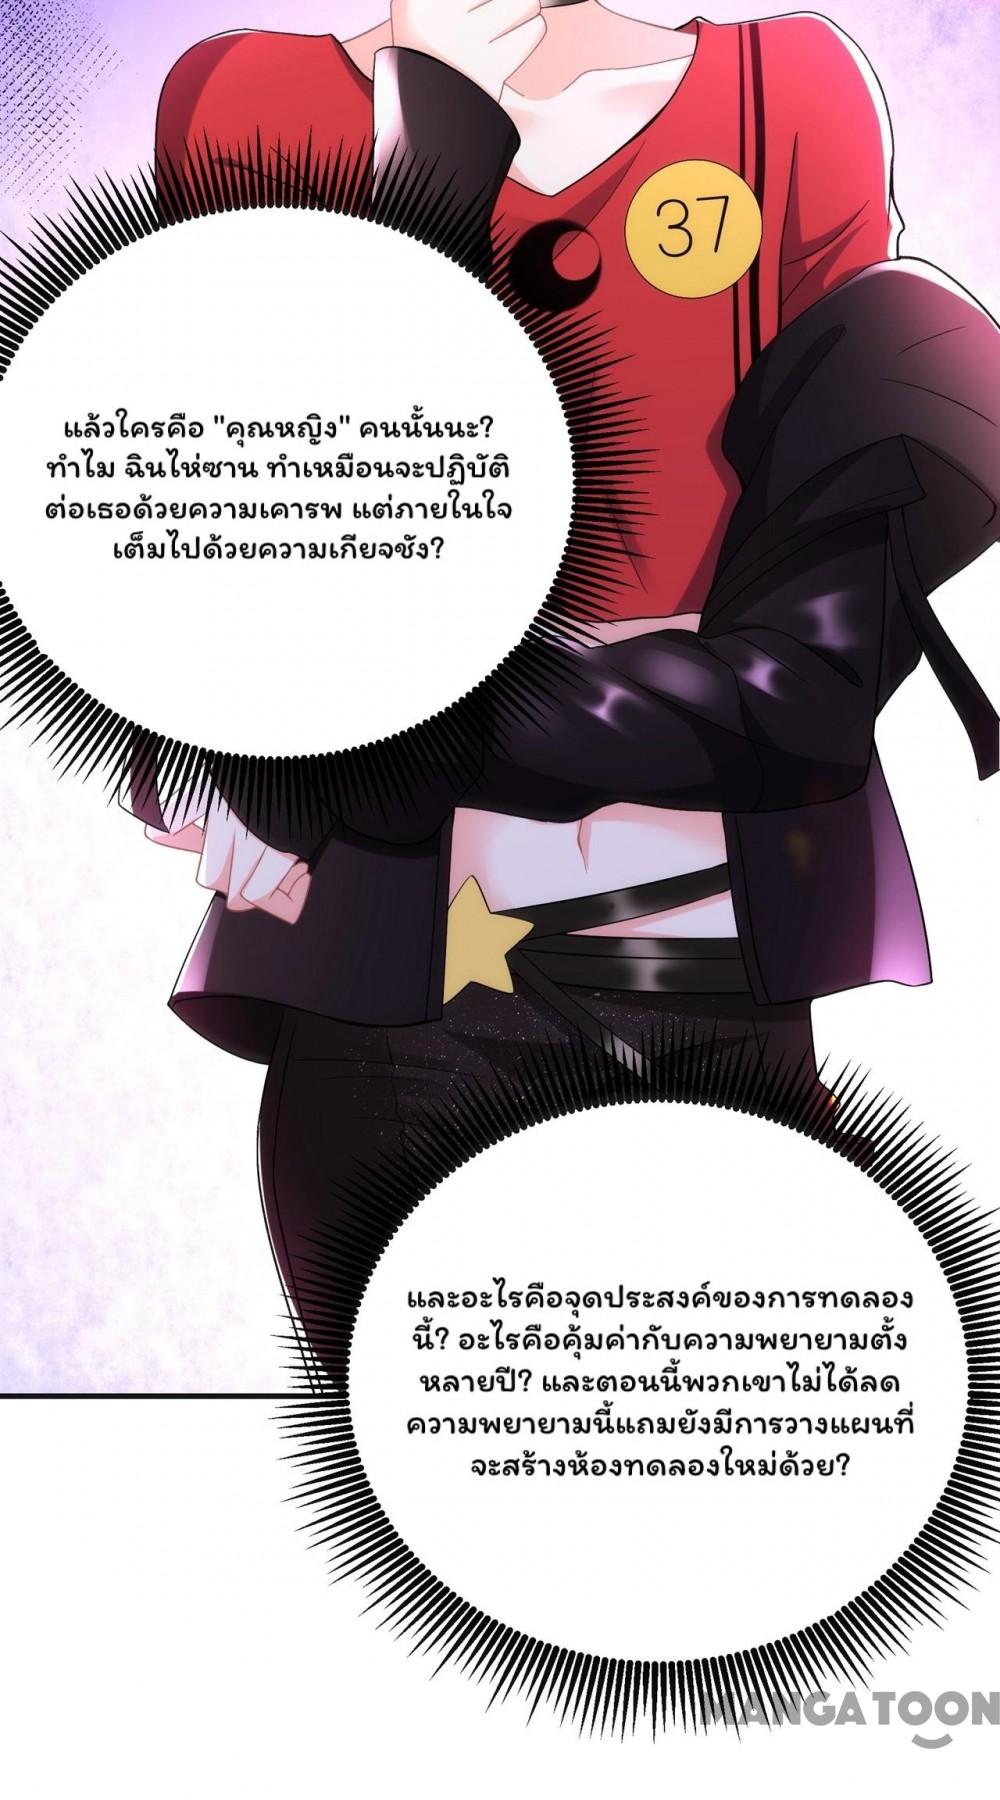 37
แล้วใครคือ "คุณหญิง" คนนั้นนะ?
ทำไม ฉินไห่ซาน ทำเหมือนจะปฏิบัติ
ต่อเธอด้วยความเคารพ แต่ภายในใจ
เต็มไปด้วยความเกียจชัง?
และอะไรคือจุดประสงค์ของการทดลอง
นี้? อะไรคือคุ้มค่ากับความพยายามตั้ง
หลายปี? และตอนนี้พวกเขาไม่ได้ลด
ความพยายามนี้แถมยังมีการวางแผนที่
จะสร้างห้องทดลองใหม่ด้วย?
MANGATOON